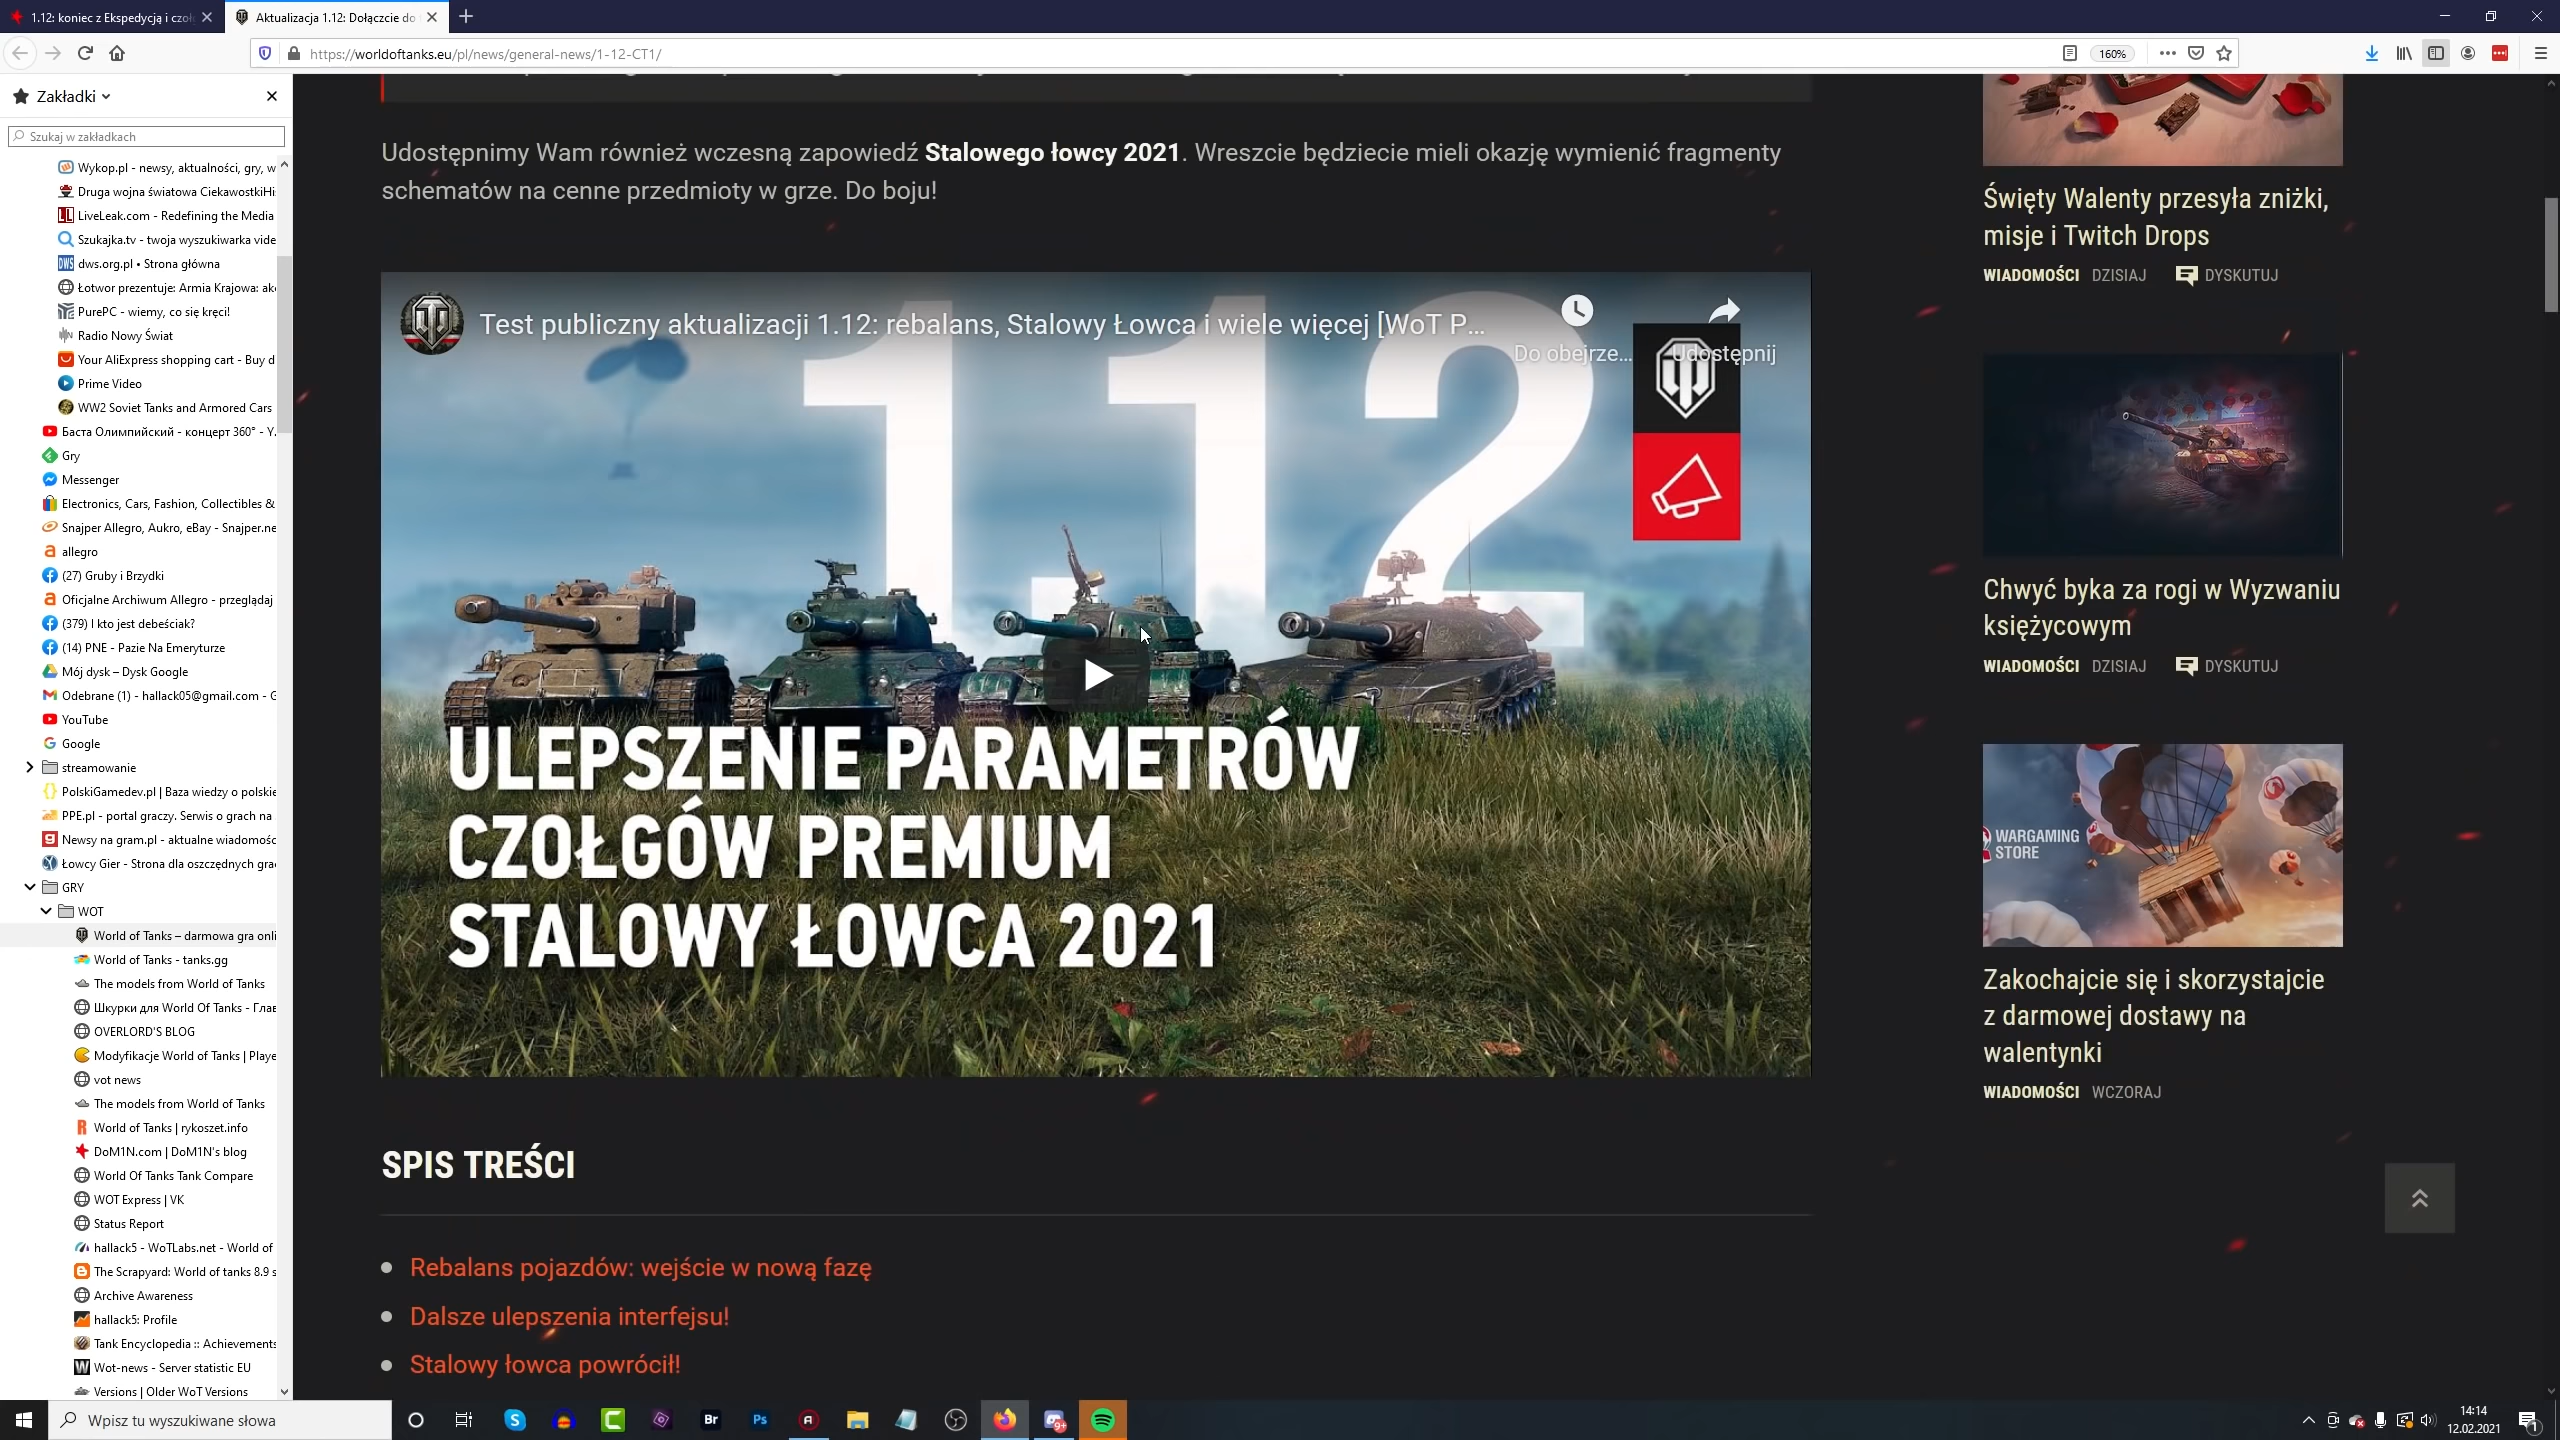 1.12: koniec z Ekspedycją i czoł
Aktualizacja 1.12: Dołączcie do
https://worldoftanks.eu/pl/news/general-news/1-12-CT1/
160%
Zakładki
Szukaj w zakładkach
Wykop.pl - newsy, aktualności, gry, w
Druga wojna światowa CiekawostkiHi
LiveLeak.com - Redefining the Media
Szukajka.tv - twoja wyszukiwarka vide
dws.org.pl • Strona główna
Łotwor prezentuje: Armia Krajowa: ak
PurePC - wiemy, co się kręci!
Radio Nowy Świat
Your AliExpress shopping cart - Buy d
Prime Video
WW2 Soviet Tanks and Armored Cars
Баста Олимпийский - концерт 360° - Y
Gry
Messenger
Electronics, Cars, Fashion, Collectibles &
Snajper Allegro, Aukro, eBay - Snajper.ne
allegro
(27) Gruby i Brzydki
Oficjalne Archiwum Allegro - przeglądaj
(379) I kto jest debeściak?
(14) PNE - Pazie Na Emeryturze
Mój dysk – Dysk Google
Odebrane (1) - hallack05@gmail.com - G
YouTube
Google
streamowanie
PolskiGamedev.pl | Baza wiedzy o polskie
PPE.pl - portal graczy. Serwis o grach na
Newsy na gram.pl - aktualne wiadomośc
Łowcy Gier - Strona dla oszczędnych gra
GRY
WOT
World of Tanks – darmowa gra onli
World of Tanks - tanks.gg
The models from World of Tanks
Шкурки для World Of Tanks - Глав
OVERLORD'S BLOG
Modyfikacje World of Tanks | Playe
vot news
The models from World of Tanks
World of Tanks | rykoszet.info
DoM1N.com | DoM1N's blog
World Of Tanks Tank Compare
WOT Express | VK
Status Report
hallack5 - WoTLabs.net - World of
The Scrapyard: World of tanks 8.9 s
Archive Awareness
hallack5: Profile
Tank Encyclopedia :: Achievements
Wot-news - Server statistic EU
Versions | Older WoT Versions
Udostępnimy Wam również wczesną zapowiedź Stalowego łowcy 2021. Wreszcie będziecie mieli okazję wymienić fragmenty
schematów na cenne przedmioty w grze. Do boju!
Test publiczny aktualizacji 1.12: rebalans, Stalowy Łowca i wiele więcej [WoT P...
Do obejrze...
Udostępnij
1.12
ULEPSZENIE PARAMETRÓW
CZOŁGÓW PREMIUM
STALOWY ŁOWCA 2021
SPIS TREŚCI
Rebalans pojazdów: wejście w nową fazę
Dalsze ulepszenia interfejsu!
Stalowy łowca powrócił!
Święty Walenty przesyła zniżki,
misje i Twitch Drops
WIADOMOŚCI DZISIAJ DYSKUTUJ
Chwyć byka za rogi w Wyzwaniu
księżycowym
WIADOMOŚCI DZISIAJ DYSKUTUJ
WARGAMING
STORE
Zakochajcie się i skorzystajcie
z darmowej dostawy na
walentynki
WIADOMOŚCI WCZORAJ
Wpisz tu wyszukiwane słowa
Br
Ps
9+
14:14
12.02.2021
1